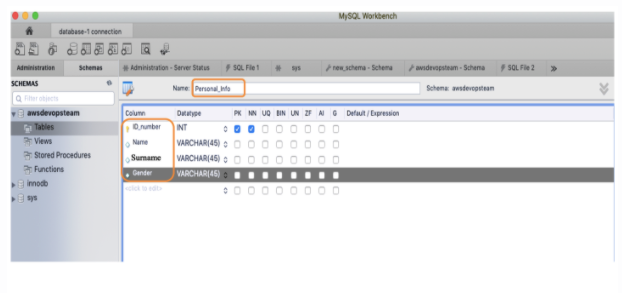 MySQL Workbench
database-1 connection
Administration Schemas Administration - Server Status SQL File 1 sys new_schema - Schema awsdevopsteam - Schema SQL File 2
SCHEMAS Name: Personal_Info Schema: awsdevopsteam
Filter objects
awsdevopsteam Column Datatype PK NN UQ BIN UN ZF AI G Default / Expression
Tables ID_number INT
Views Name VARCHAR(45)
Stored Procedures Surname VARCHAR(45)
Functions Gender VARCHAR(45)
innodb <click to edit>
sys